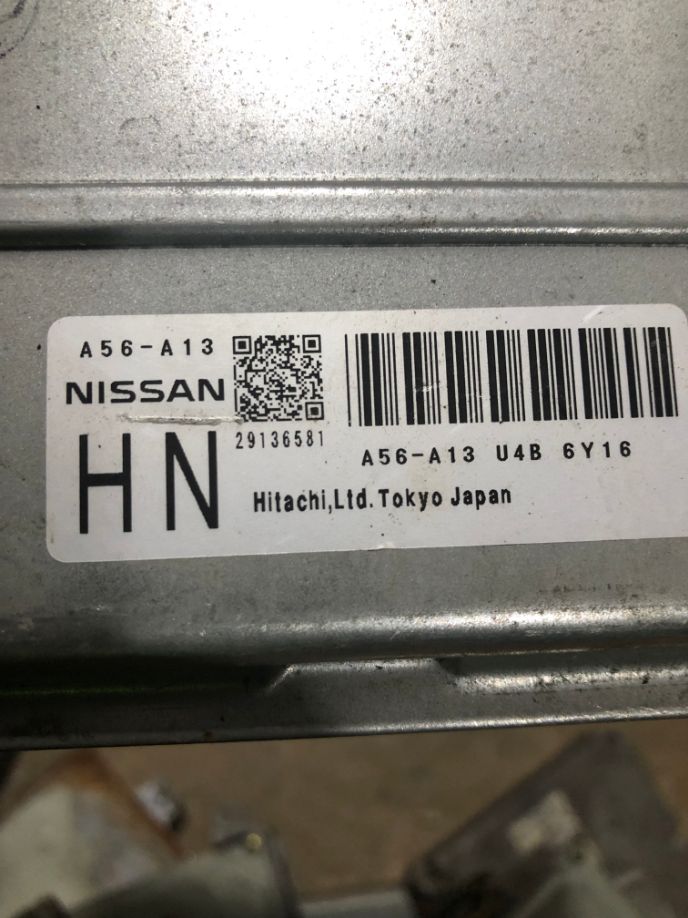 A56-A13
NISSAN
HN
29136581
A56-A13 U4B 6Y16
Hitachi,Ltd.Tokyo Japan